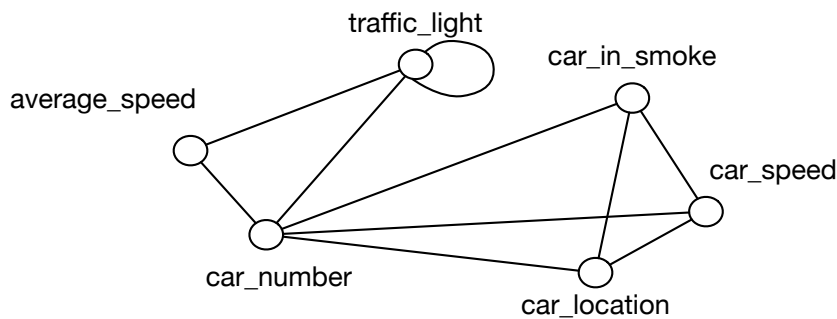 traffic_light
car_in_smoke
average_speed
car_speed
car_number
car_location